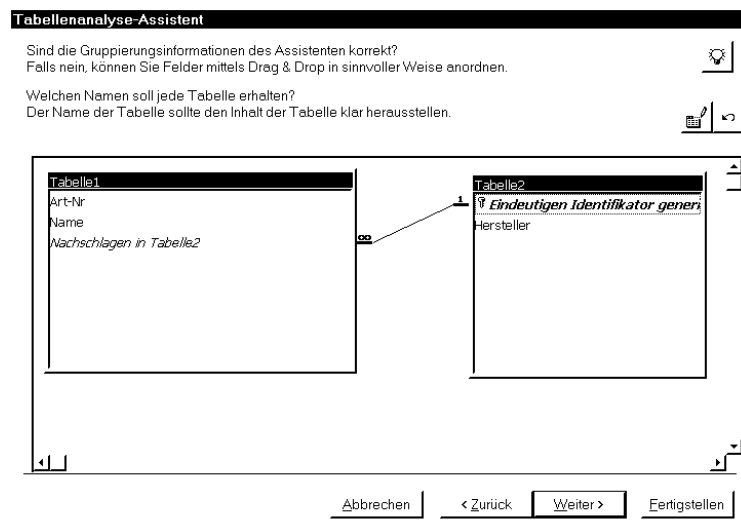 Tabellenanalyse-Assistent
Sind die Gruppierungsinformationen des Assistenten korrekt?
Falls nein, können Sie Felder mittels Drag & Drop in sinnvoller Weise anordnen.
Welchen Namen soll jede Tabelle erhalten?
Der Name der Tabelle sollte den Inhalt der Tabelle klar herausstellen.
Tabelle1
Art-Nr
Name
Nachschlagen in Tabelle2
∞
1
Tabelle2
Eindeutigen Identifikator generi
Hersteller
Abbrechen
< Zurück
Weiter >
Fertigstellen